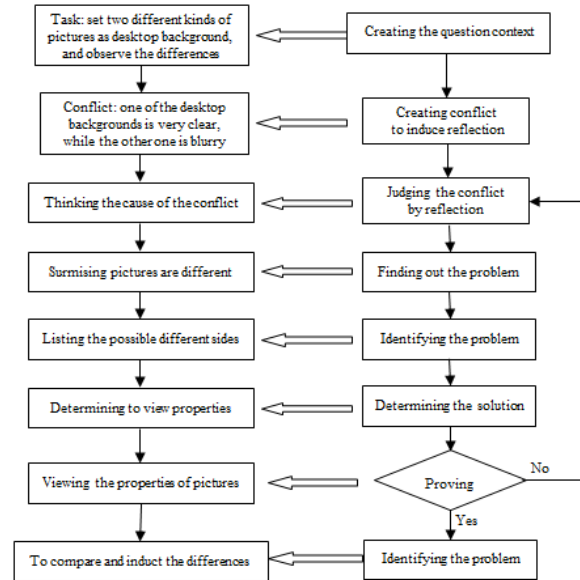 Task: set two different kinds of
pictures as desktop background,
and observe the differences
Creating the question context
Conflict: one of the desktop
backgrounds is very clear,
while the other one is blurry
Creating conflict
to induce reflection
Thinking the cause of the conflict
Judging the conflict
by reflection
Surmising pictures are different
Finding out the problem
Listing the possible different sides
Identifying the problem
Determining to view properties
Determining the solution
Viewing the properties of pictures
Proving
No
Yes
To compare and induct the differences
Identifying the problem